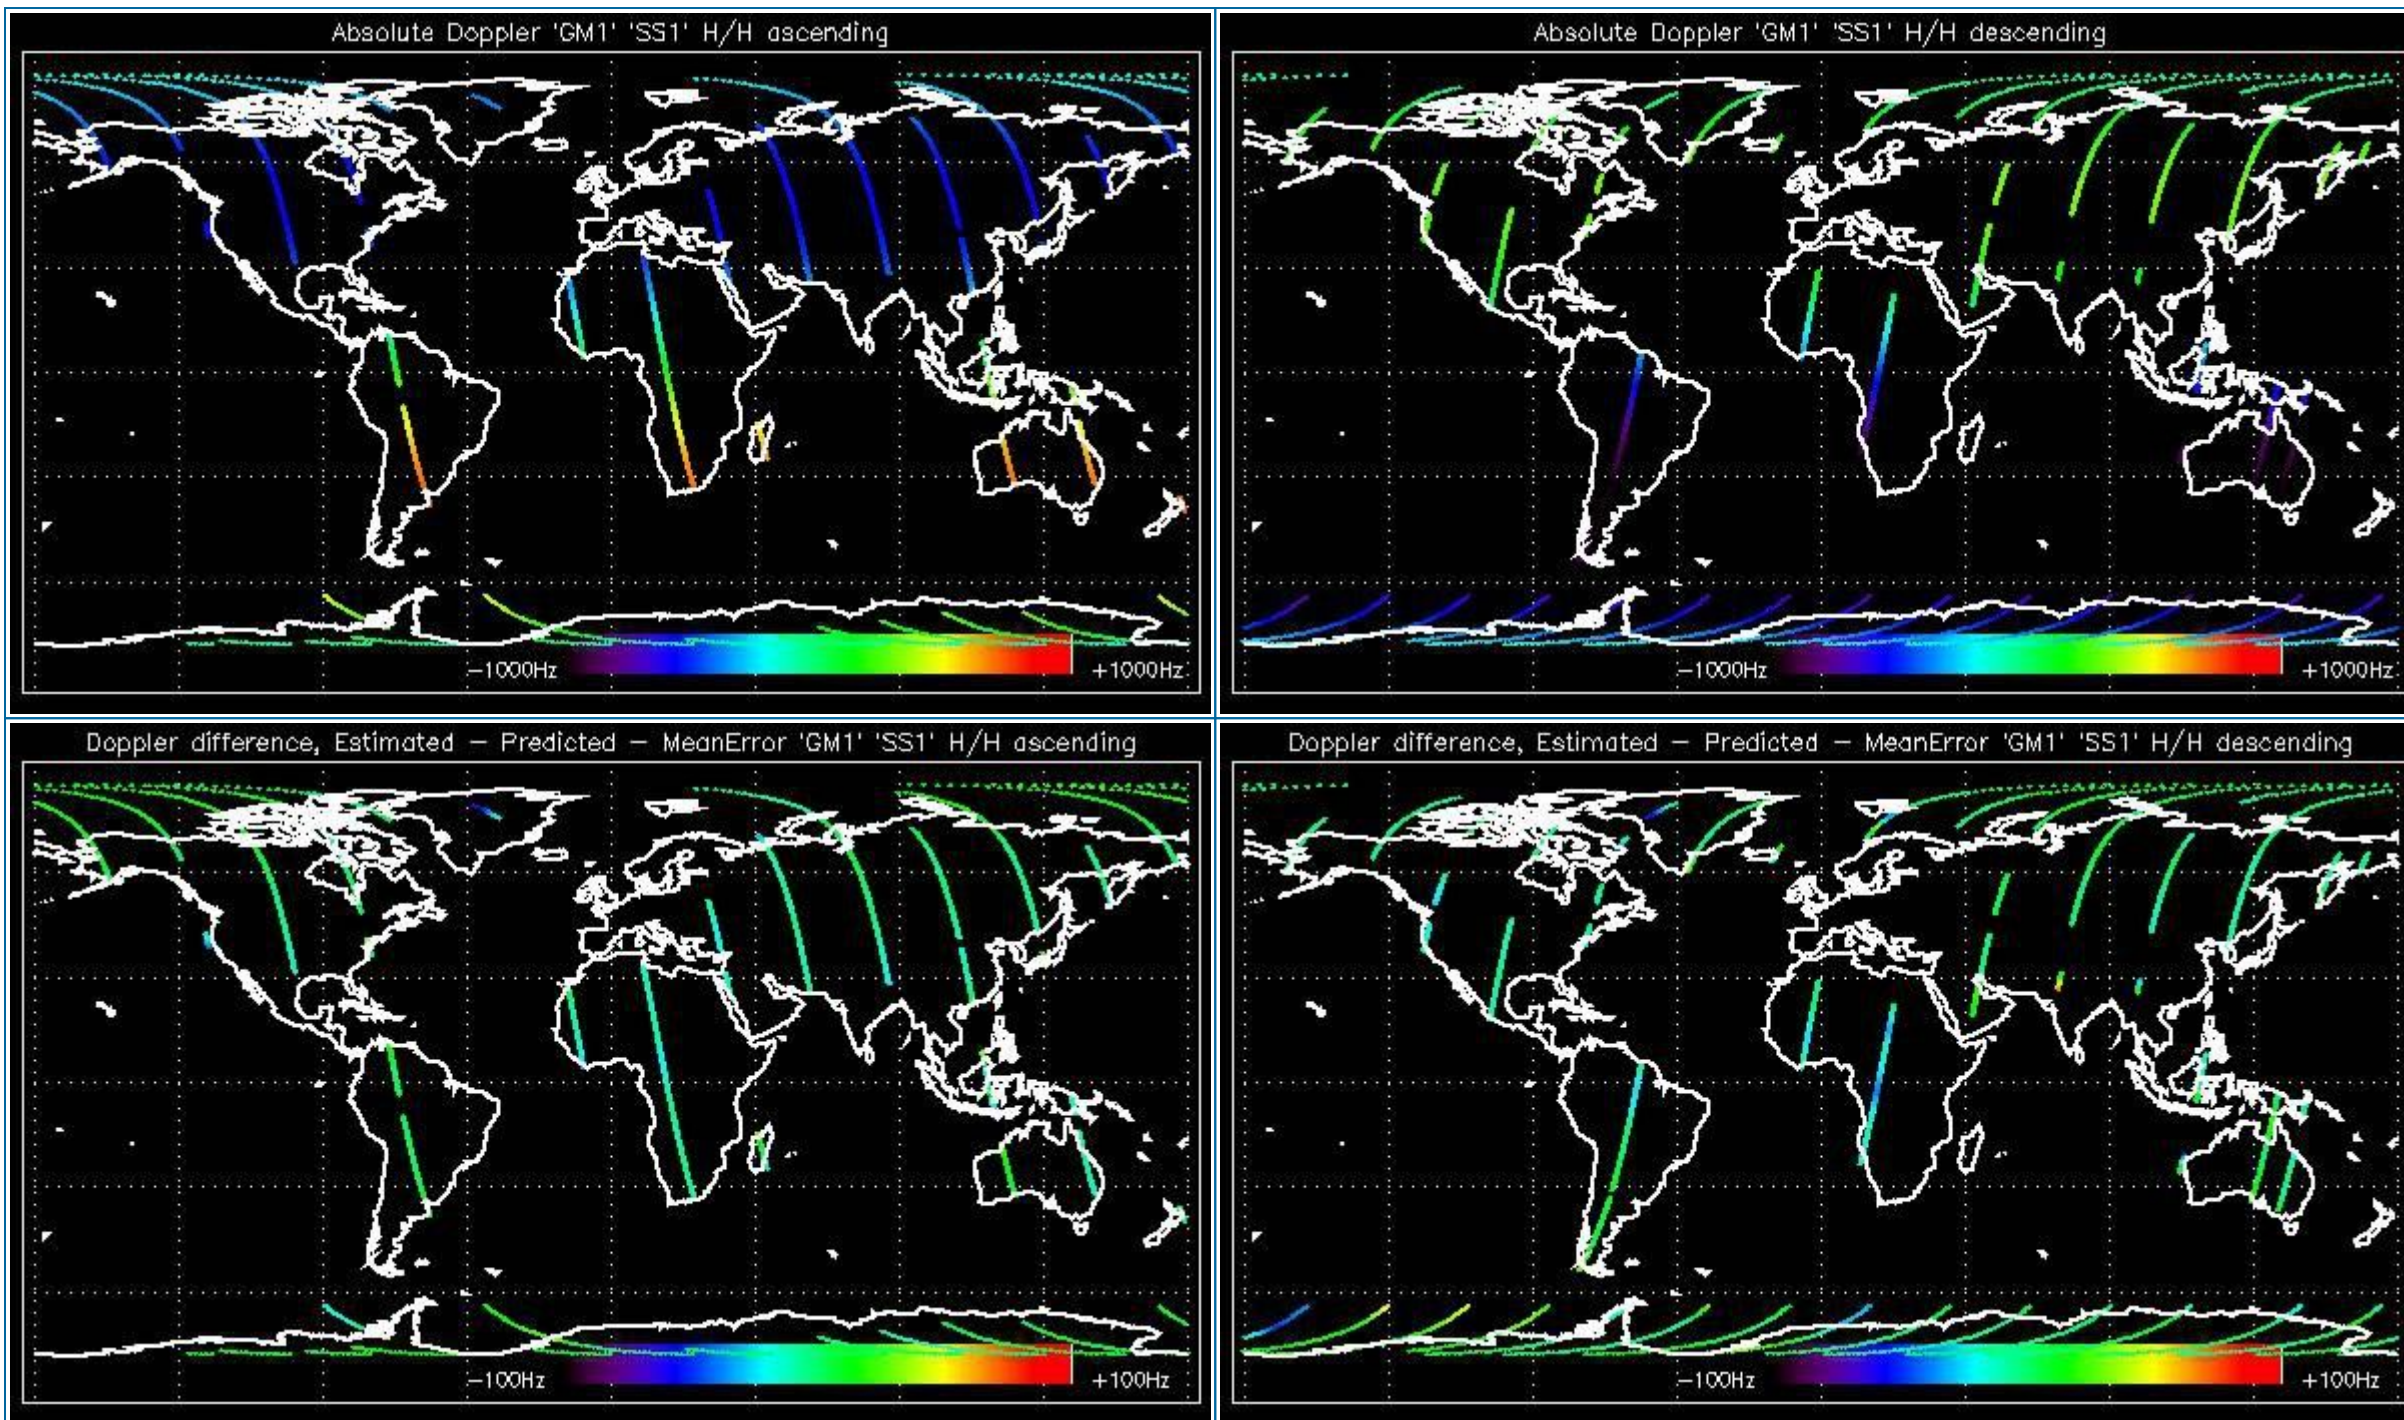 Absolute Doppler 'GM1' 'SS1' H/H ascending
-1000Hz
+1000Hz
Absolute Doppler 'GM1' 'SS1' H/H descending
-1000Hz
+1000Hz
Doppler difference, Estimated - Predicted - MeanError 'GM1' 'SS1' H/H ascending
-100Hz
+100Hz
Doppler difference, Estimated - Predicted - MeanError 'GM1' 'SS1' H/H descending
-100Hz
+100Hz